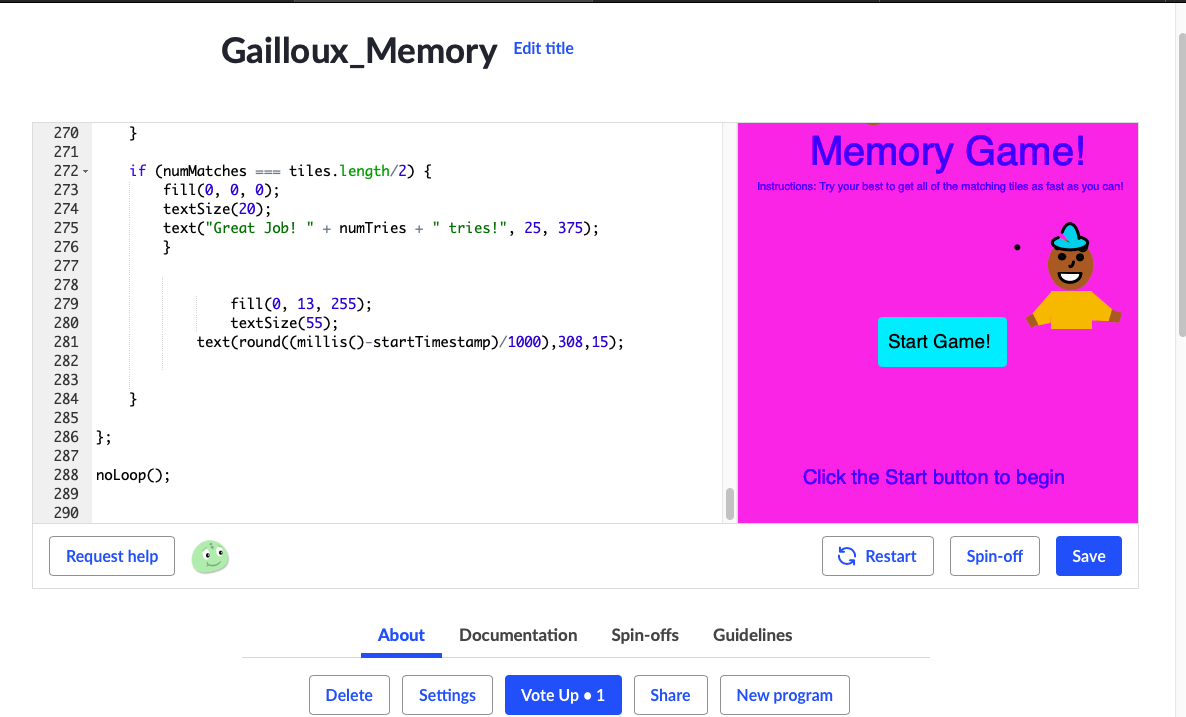 Gailloux_Memory Edit title
270 }
271
272 if (numMatches === tiles.length/2) {
273 fill(0, 0, 0);
274 textSize(20);
275 text("Great Job! " + numTries + " tries!", 25, 375);
276 }
277
278
279 fill(0, 13, 255);
280 textSize(55);
281 text(round((millis()-startTimestamp)/1000),308,15);
282
283
284 }
285
286 };
287
288 noLoop();
289
290
Memory Game!
Instructions: Try your best to get all of the matching tiles as fast as you can!
Start Game!
Click the Start button to begin
Request help Restart Spin-off Save
About Documentation Spin-offs Guidelines
Delete Settings Vote Up • 1 Share New program